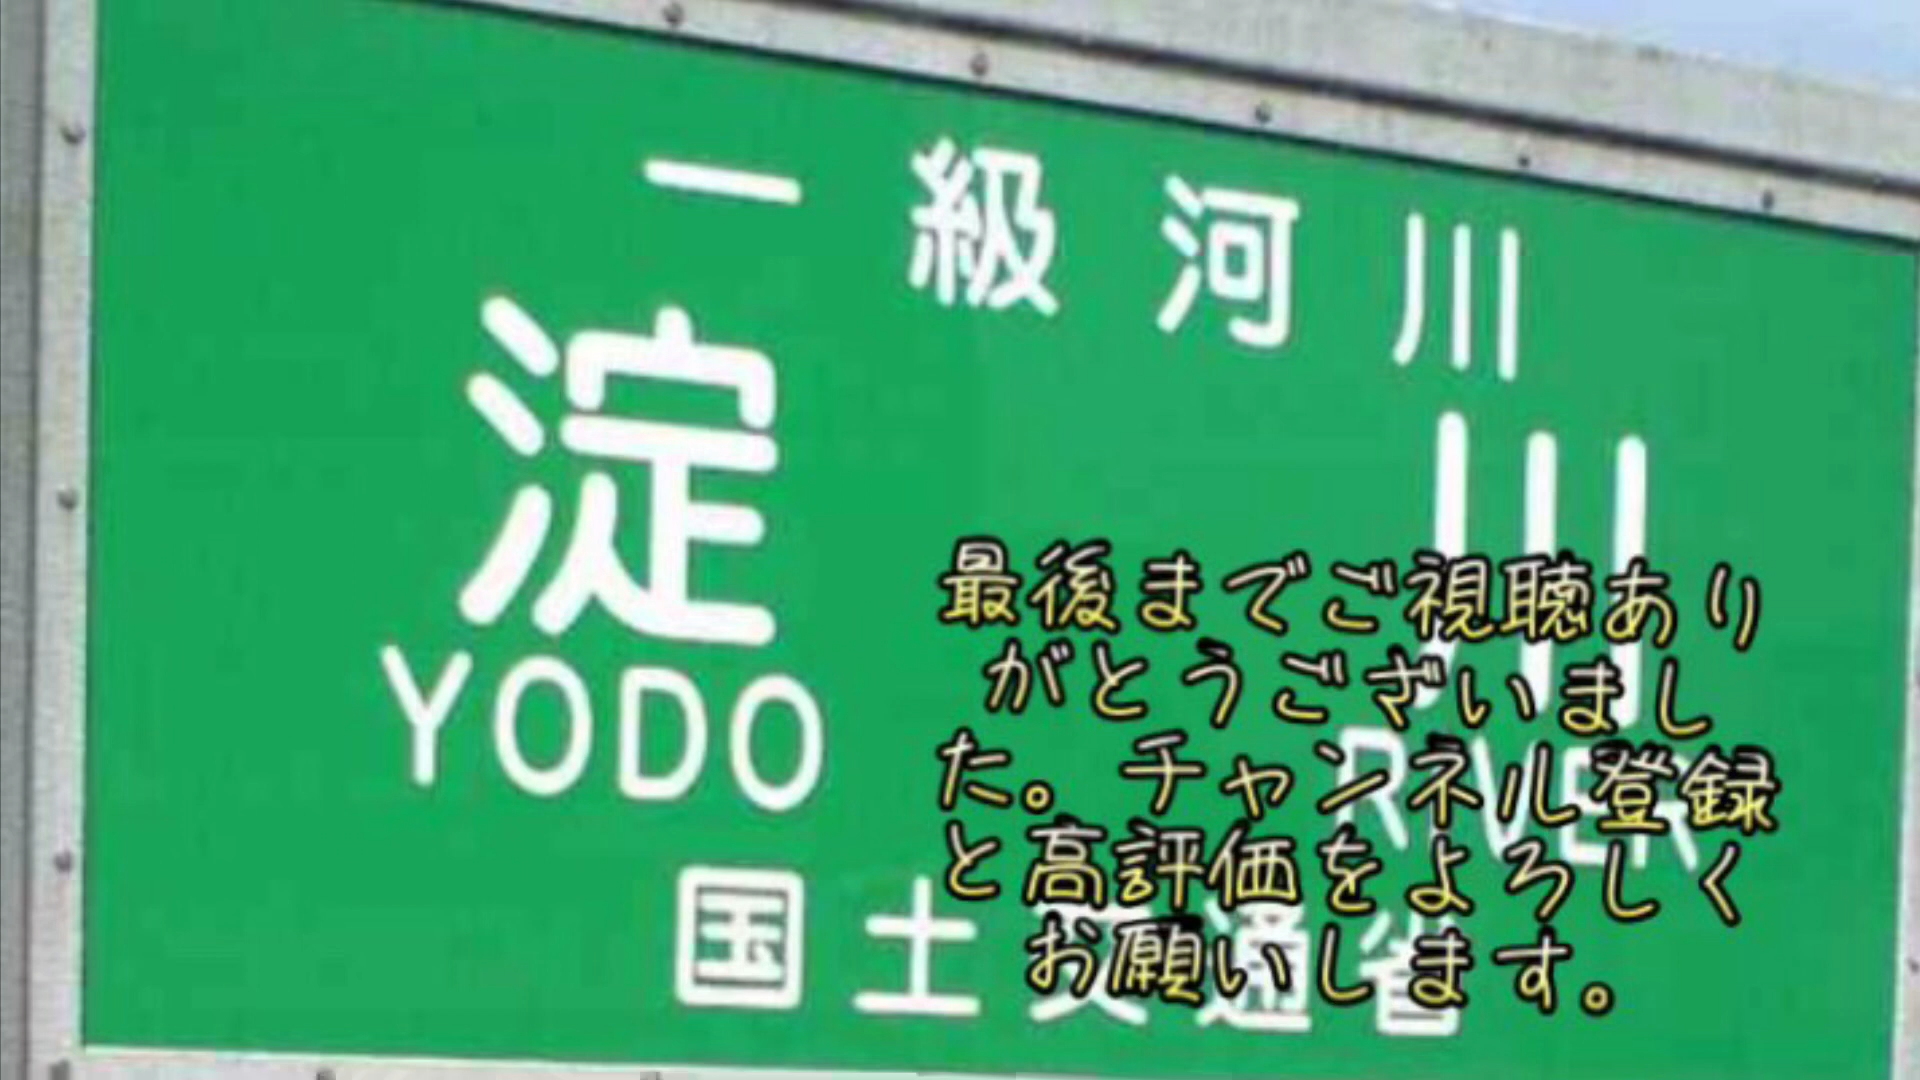 一級河川
淀川
YODO RIVER
国土交通省
最後までご視聴あり
がとうございまし
た。チャンネル登録
と高評価をよろしく
お願いします。